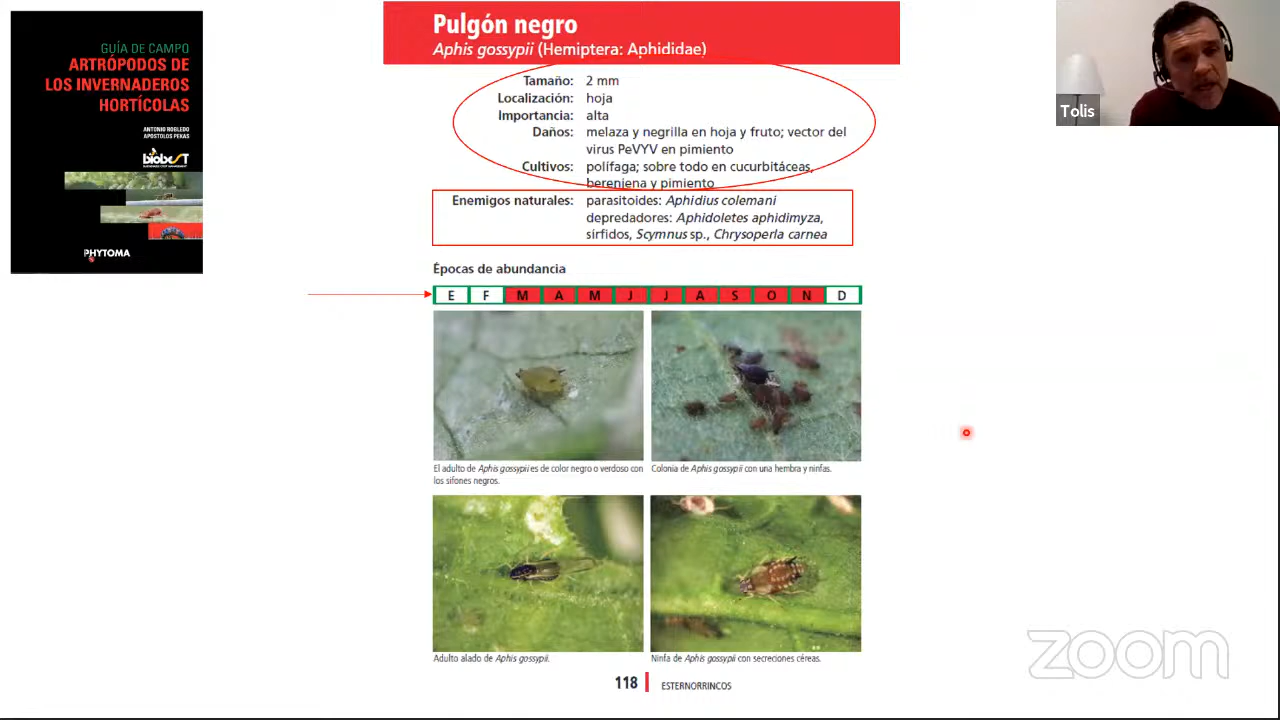 GUÍA DE CAMPO
ARTRÓPODOS DE
LOS INVERNADEROS
HORTÍCOLAS
ANTONIO ROBLEDO
APOSTOLOS PEKAS
biobest
PHYTOMA
Pulgón negro
Aphis gossypii (Hemiptera: Aphididae)
Tamaño: 2 mm
Localización: hoja
Importancia: alta
Daños: melaza y negrilla en hoja y fruto; vector del
virus PeVYV en pimiento
Cultivos: polífaga; sobre todo en cucurbitáceas,
berenjena y pimiento
Enemigos naturales: parasitoides: Aphidius colemani
depredadores: Aphidoletes aphidimyza,
sírfidos, Scymnus sp., Chrysoperla carnea
Épocas de abundancia
E F M A M J J A S O N D
El adulto de Aphis gossypii es de color negro o verdoso con
los sifones negros.
Colonia de Aphis gossypii con una hembra y ninfas.
Adulto alado de Aphis gossypii.
Ninfa de Aphis gossypii con secreciones céreas.
118 ESTERNORRINCOS
Tolis
zoom